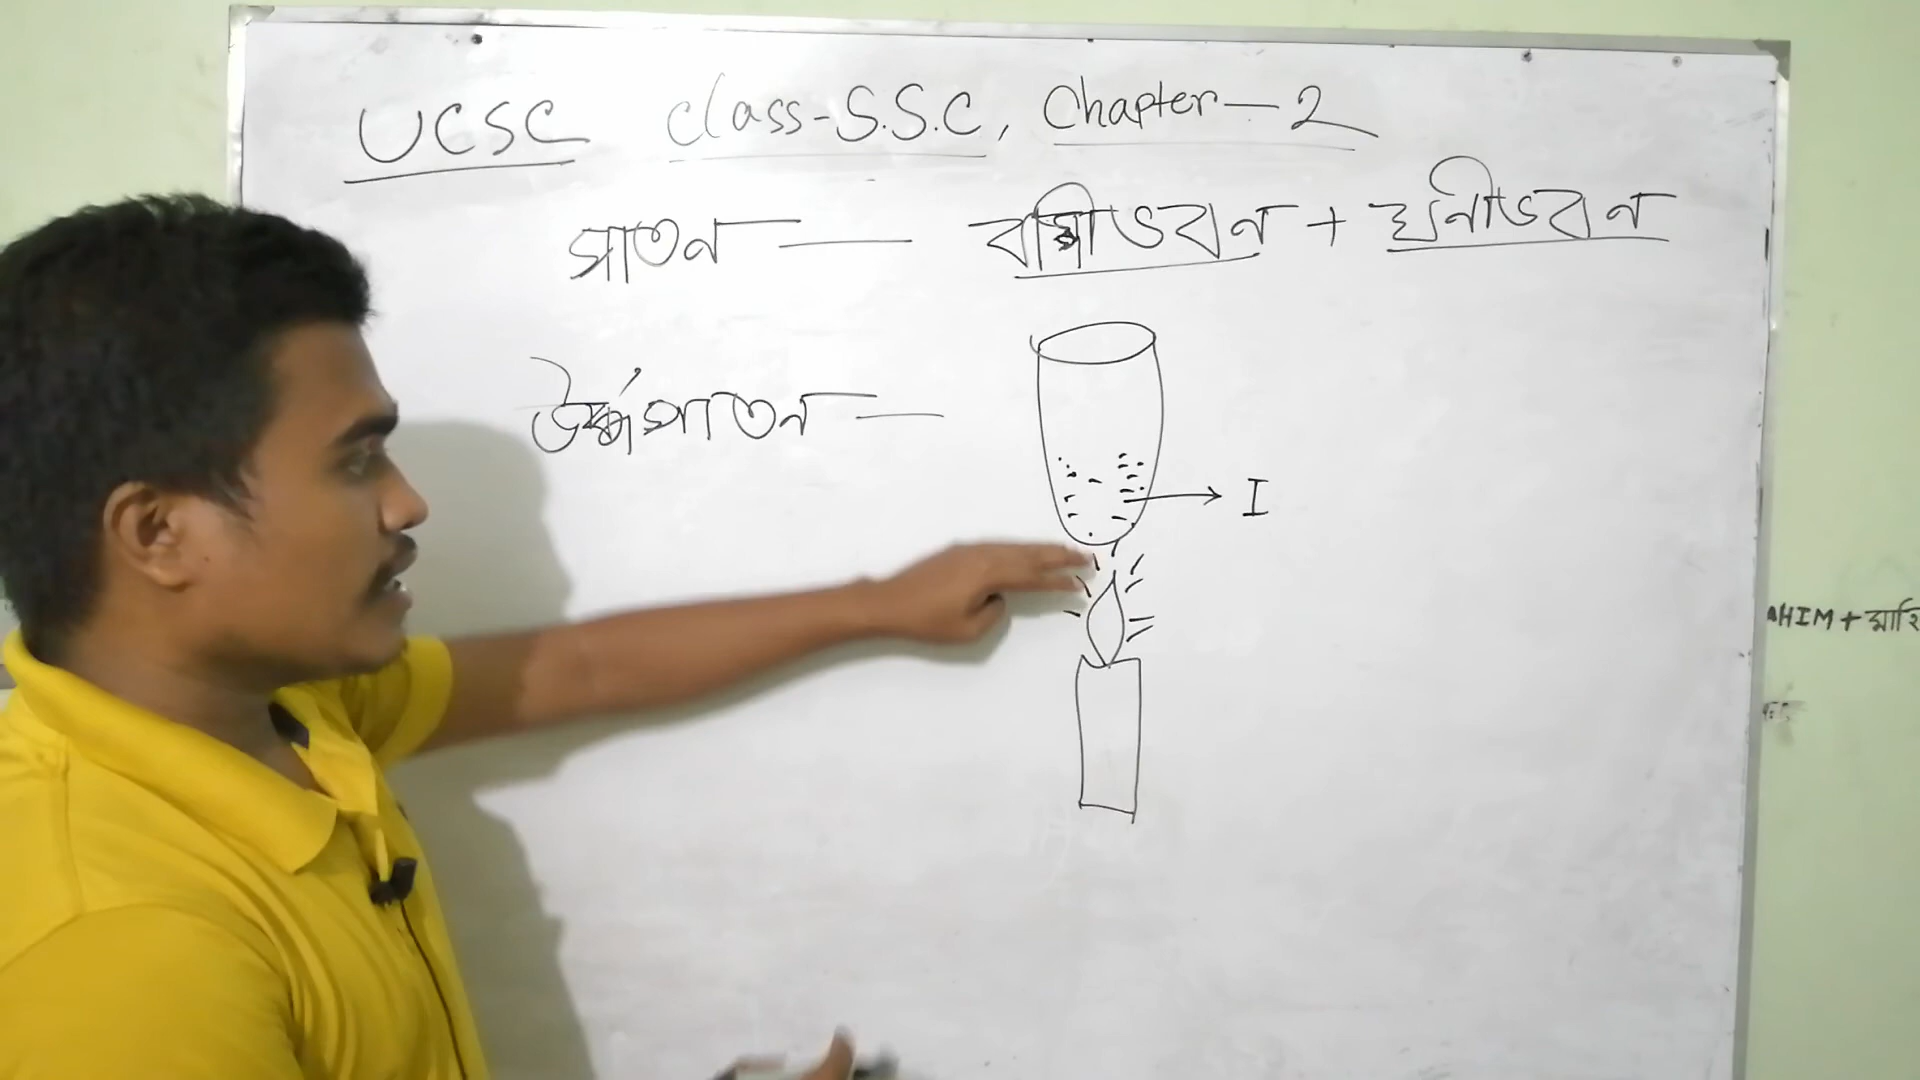 UCSC Class-S.S.C, Chapter-2
পাতন — বাষ্পীভবন + ঘনীভবন
ঊর্ধ্বপাতন —
→ I
AHIM + মাহি